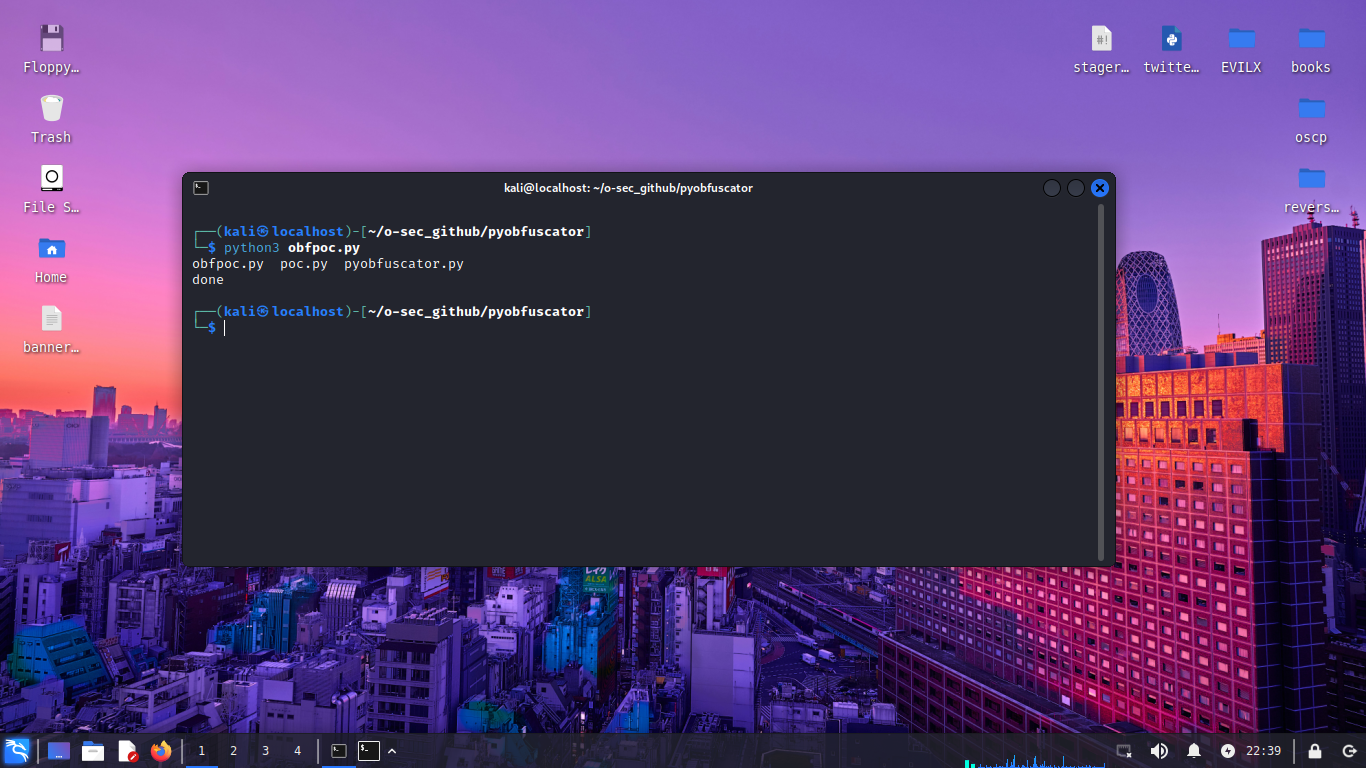 Floppy…
Trash
File S…
Home
banner…
stager…
twitte…
EVILX
books
oscp
revers…
kali@localhost: ~/o-sec_github/pyobfuscator
┌──(kali㉿localhost)-[~/o-sec_github/pyobfuscator]
└─$ python3 obfpoc.py
obfpoc.py  poc.py  pyobfuscator.py
done
┌──(kali㉿localhost)-[~/o-sec_github/pyobfuscator]
└─$
ALSA
1 2 3 4
22:39